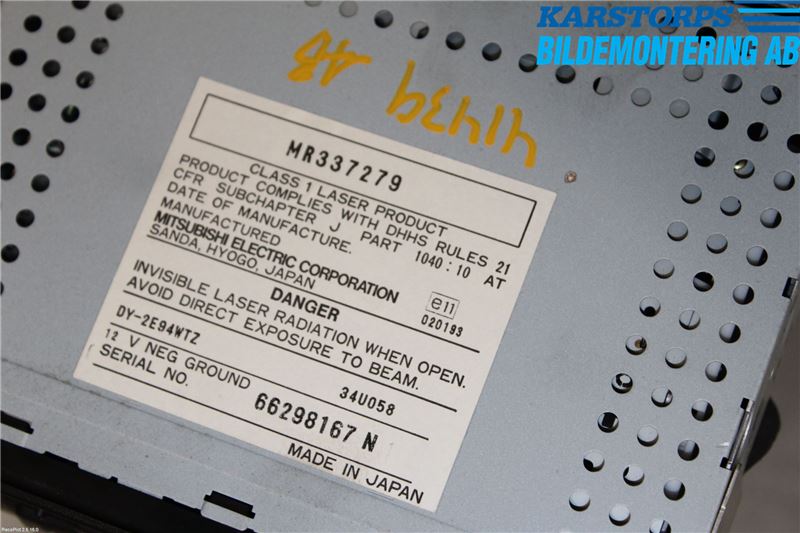 KARSTORPS
BILDEMONTERING AB
MR337279
CLASS 1 LASER PRODUCT
PRODUCT COMPLIES WITH DHHS RULES 21
CFR SUBCHAPTER J PART 1040:10 AT
DATE OF MANUFACTURE.
MANUFACTURED
MITSUBISHI ELECTRIC CORPORATION
SANDA, HYOGO, JAPAN
e11
020193
DANGER
INVISIBLE LASER RADIATION WHEN OPEN.
AVOID DIRECT EXPOSURE TO BEAM.
DY-2E94WTZ
12 V NEG GROUND 34U058
SERIAL NO. 66298167 N
MADE IN JAPAN